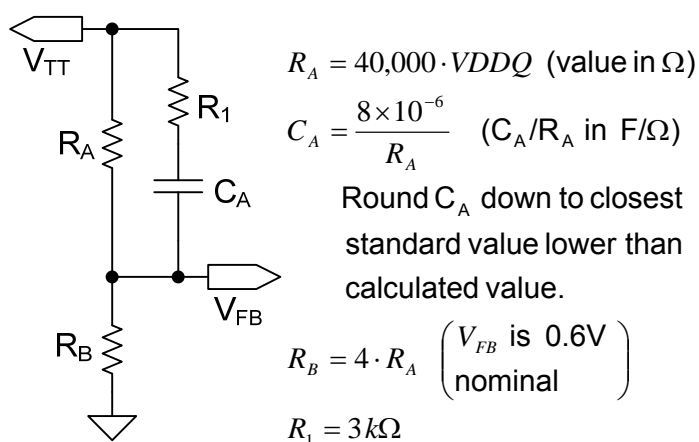 V_TT
R_1
R_A
C_A
V_FB
R_B
R_A = 40,000 · VDDQ (value in Ω)
C_A = 8×10^-6 / R_A (C_A/R_A in F/Ω)
Round C_A down to closest
standard value lower than
calculated value.
R_B = 4 · R_A (V_FB is 0.6V
nominal)
R_1 = 3kΩ